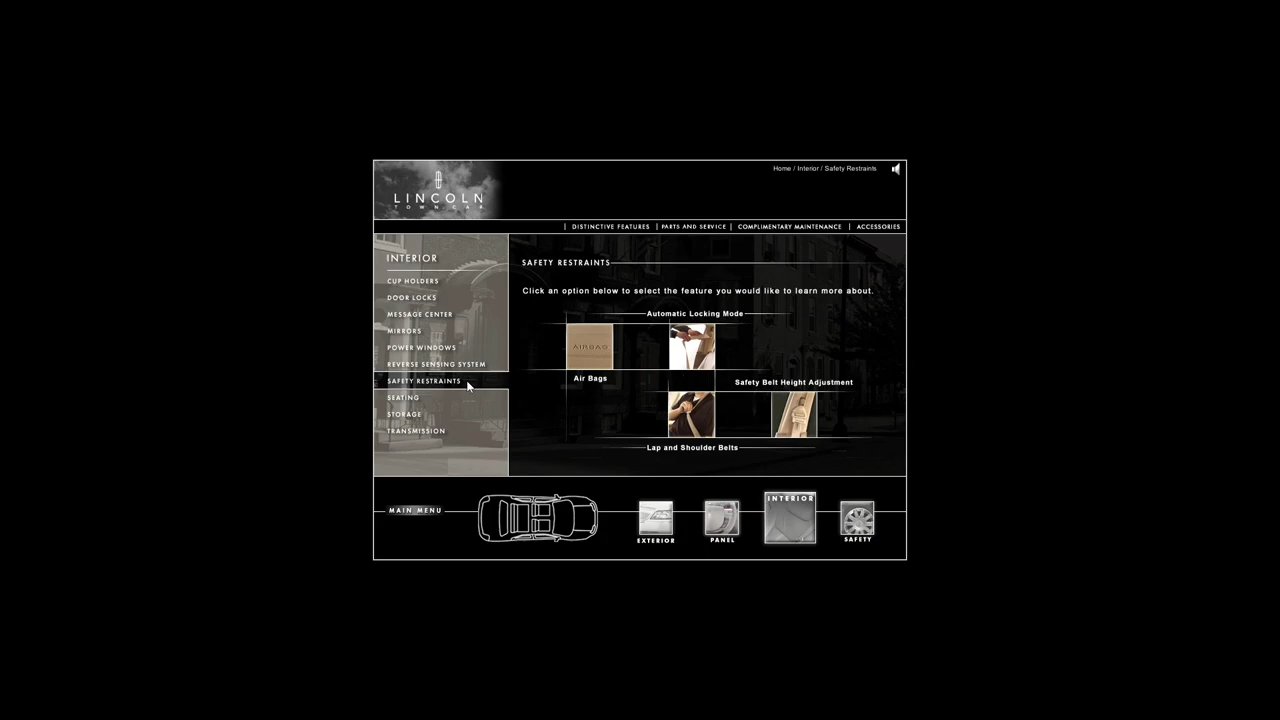 Home / Interior / Safety Restraints
LINCOLN
TOWN CAR
DISTINCTIVE FEATURES | PARTS AND SERVICE | COMPLIMENTARY MAINTENANCE | ACCESSORIES
INTERIOR
CUP HOLDERS
DOOR LOCKS
MESSAGE CENTER
MIRRORS
POWER WINDOWS
REVERSE SENSING SYSTEM
SAFETY RESTRAINTS
SEATING
STORAGE
TRANSMISSION
SAFETY RESTRAINTS
Click an option below to select the feature you would like to learn more about.
Automatic Locking Mode
AIRBAG
Air Bags
Safety Belt Height Adjustment
Lap and Shoulder Belts
MAIN MENU
EXTERIOR
PANEL
INTERIOR
SAFETY